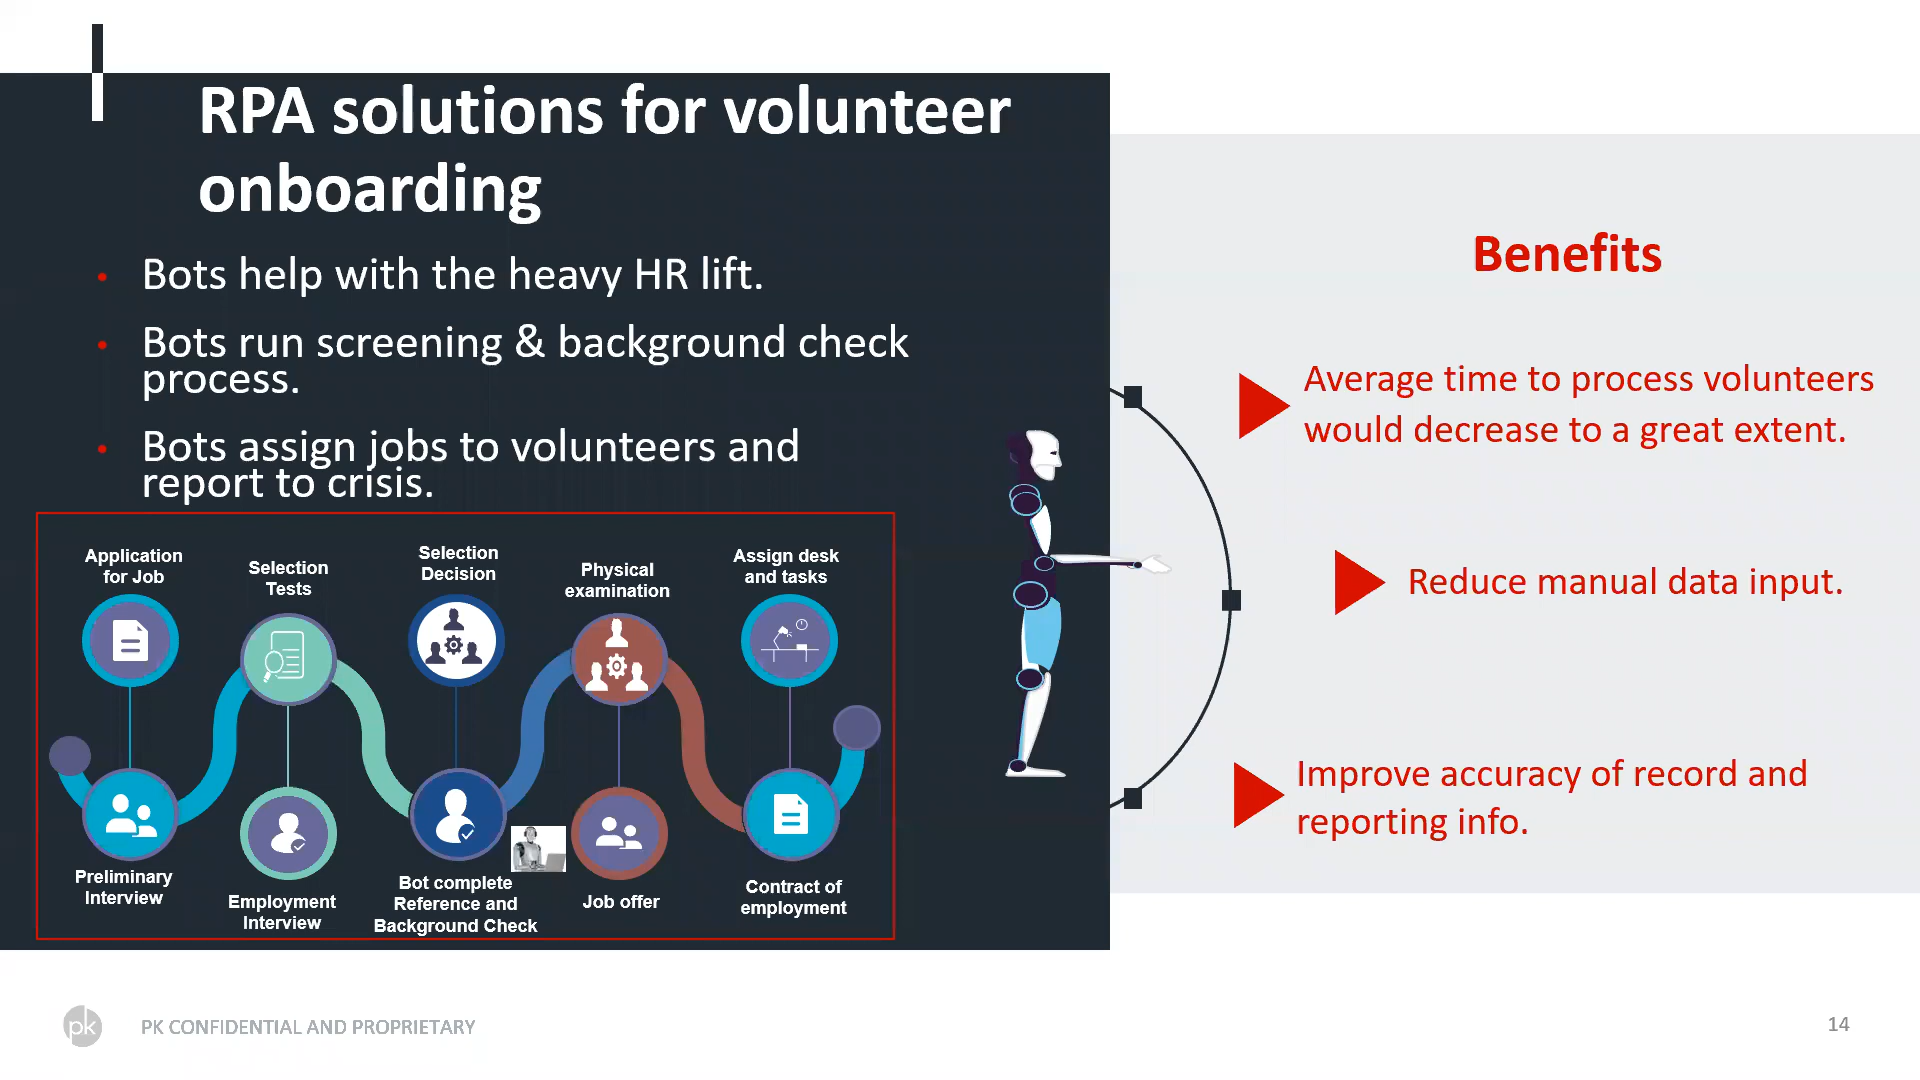 RPA solutions for volunteer
onboarding
• Bots help with the heavy HR lift.
• Bots run screening & background check
process.
• Bots assign jobs to volunteers and
report to crisis.
Application
for Job
Selection
Tests
Selection
Decision
Physical
examination
Assign desk
and tasks
Preliminary
Interview
Employment
Interview
Bot complete
Reference and
Background Check
Job offer
Contract of
employment
Benefits
Average time to process volunteers
would decrease to a great extent.
Reduce manual data input.
Improve accuracy of record and
reporting info.
pk
PK CONFIDENTIAL AND PROPRIETARY
14